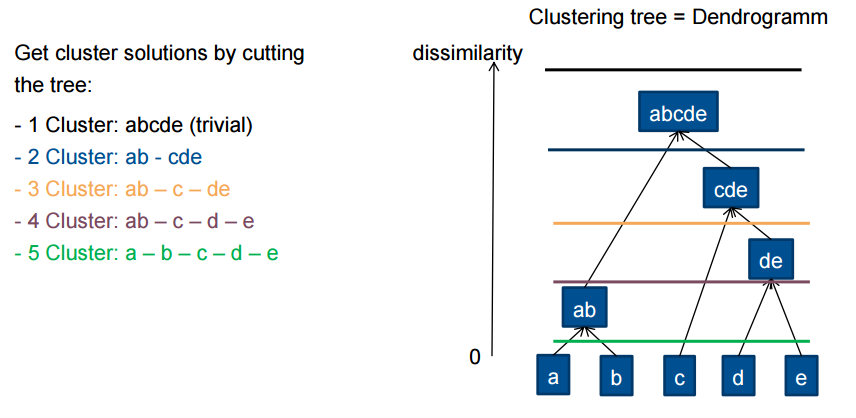 Clustering tree = Dendrogramm
Get cluster solutions by cutting
the tree:
- 1 Cluster: abcde (trivial)
- 2 Cluster: ab - cde
- 3 Cluster: ab – c – de
- 4 Cluster: ab – c – d – e
- 5 Cluster: a – b – c – d – e
dissimilarity
abcde
cde
de
ab
0
a b c d e